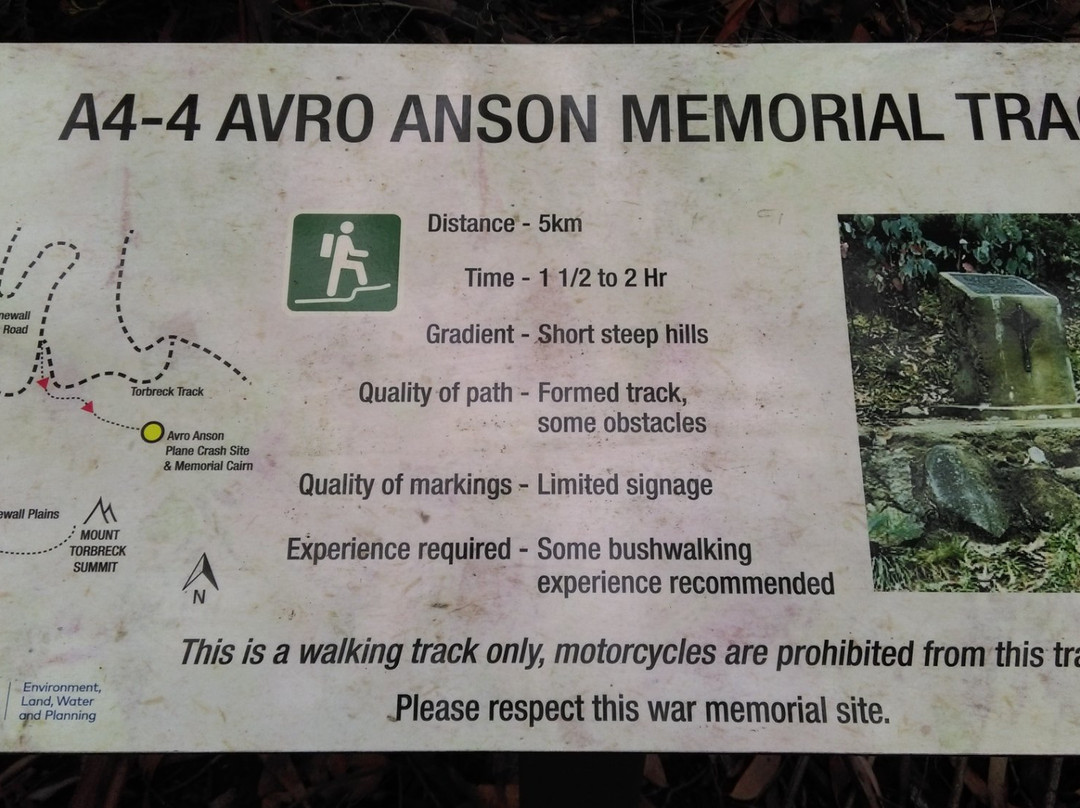 A4-4 AVRO ANSON MEMORIAL TRA
Distance - 5km
Time - 1 1/2 to 2 Hr
Gradient - Short steep hills
Quality of path - Formed track,
some obstacles
Quality of markings - Limited signage
Experience required - Some bushwalking
experience recommended
newall
Road
Torbreck Track
Avro Anson
Plane Crash Site
& Memorial Cairn
ewall Plains
MOUNT
TORBRECK
SUMMIT
N
This is a walking track only, motorcycles are prohibited from this tra
Please respect this war memorial site.
Environment,
Land, Water
and Planning